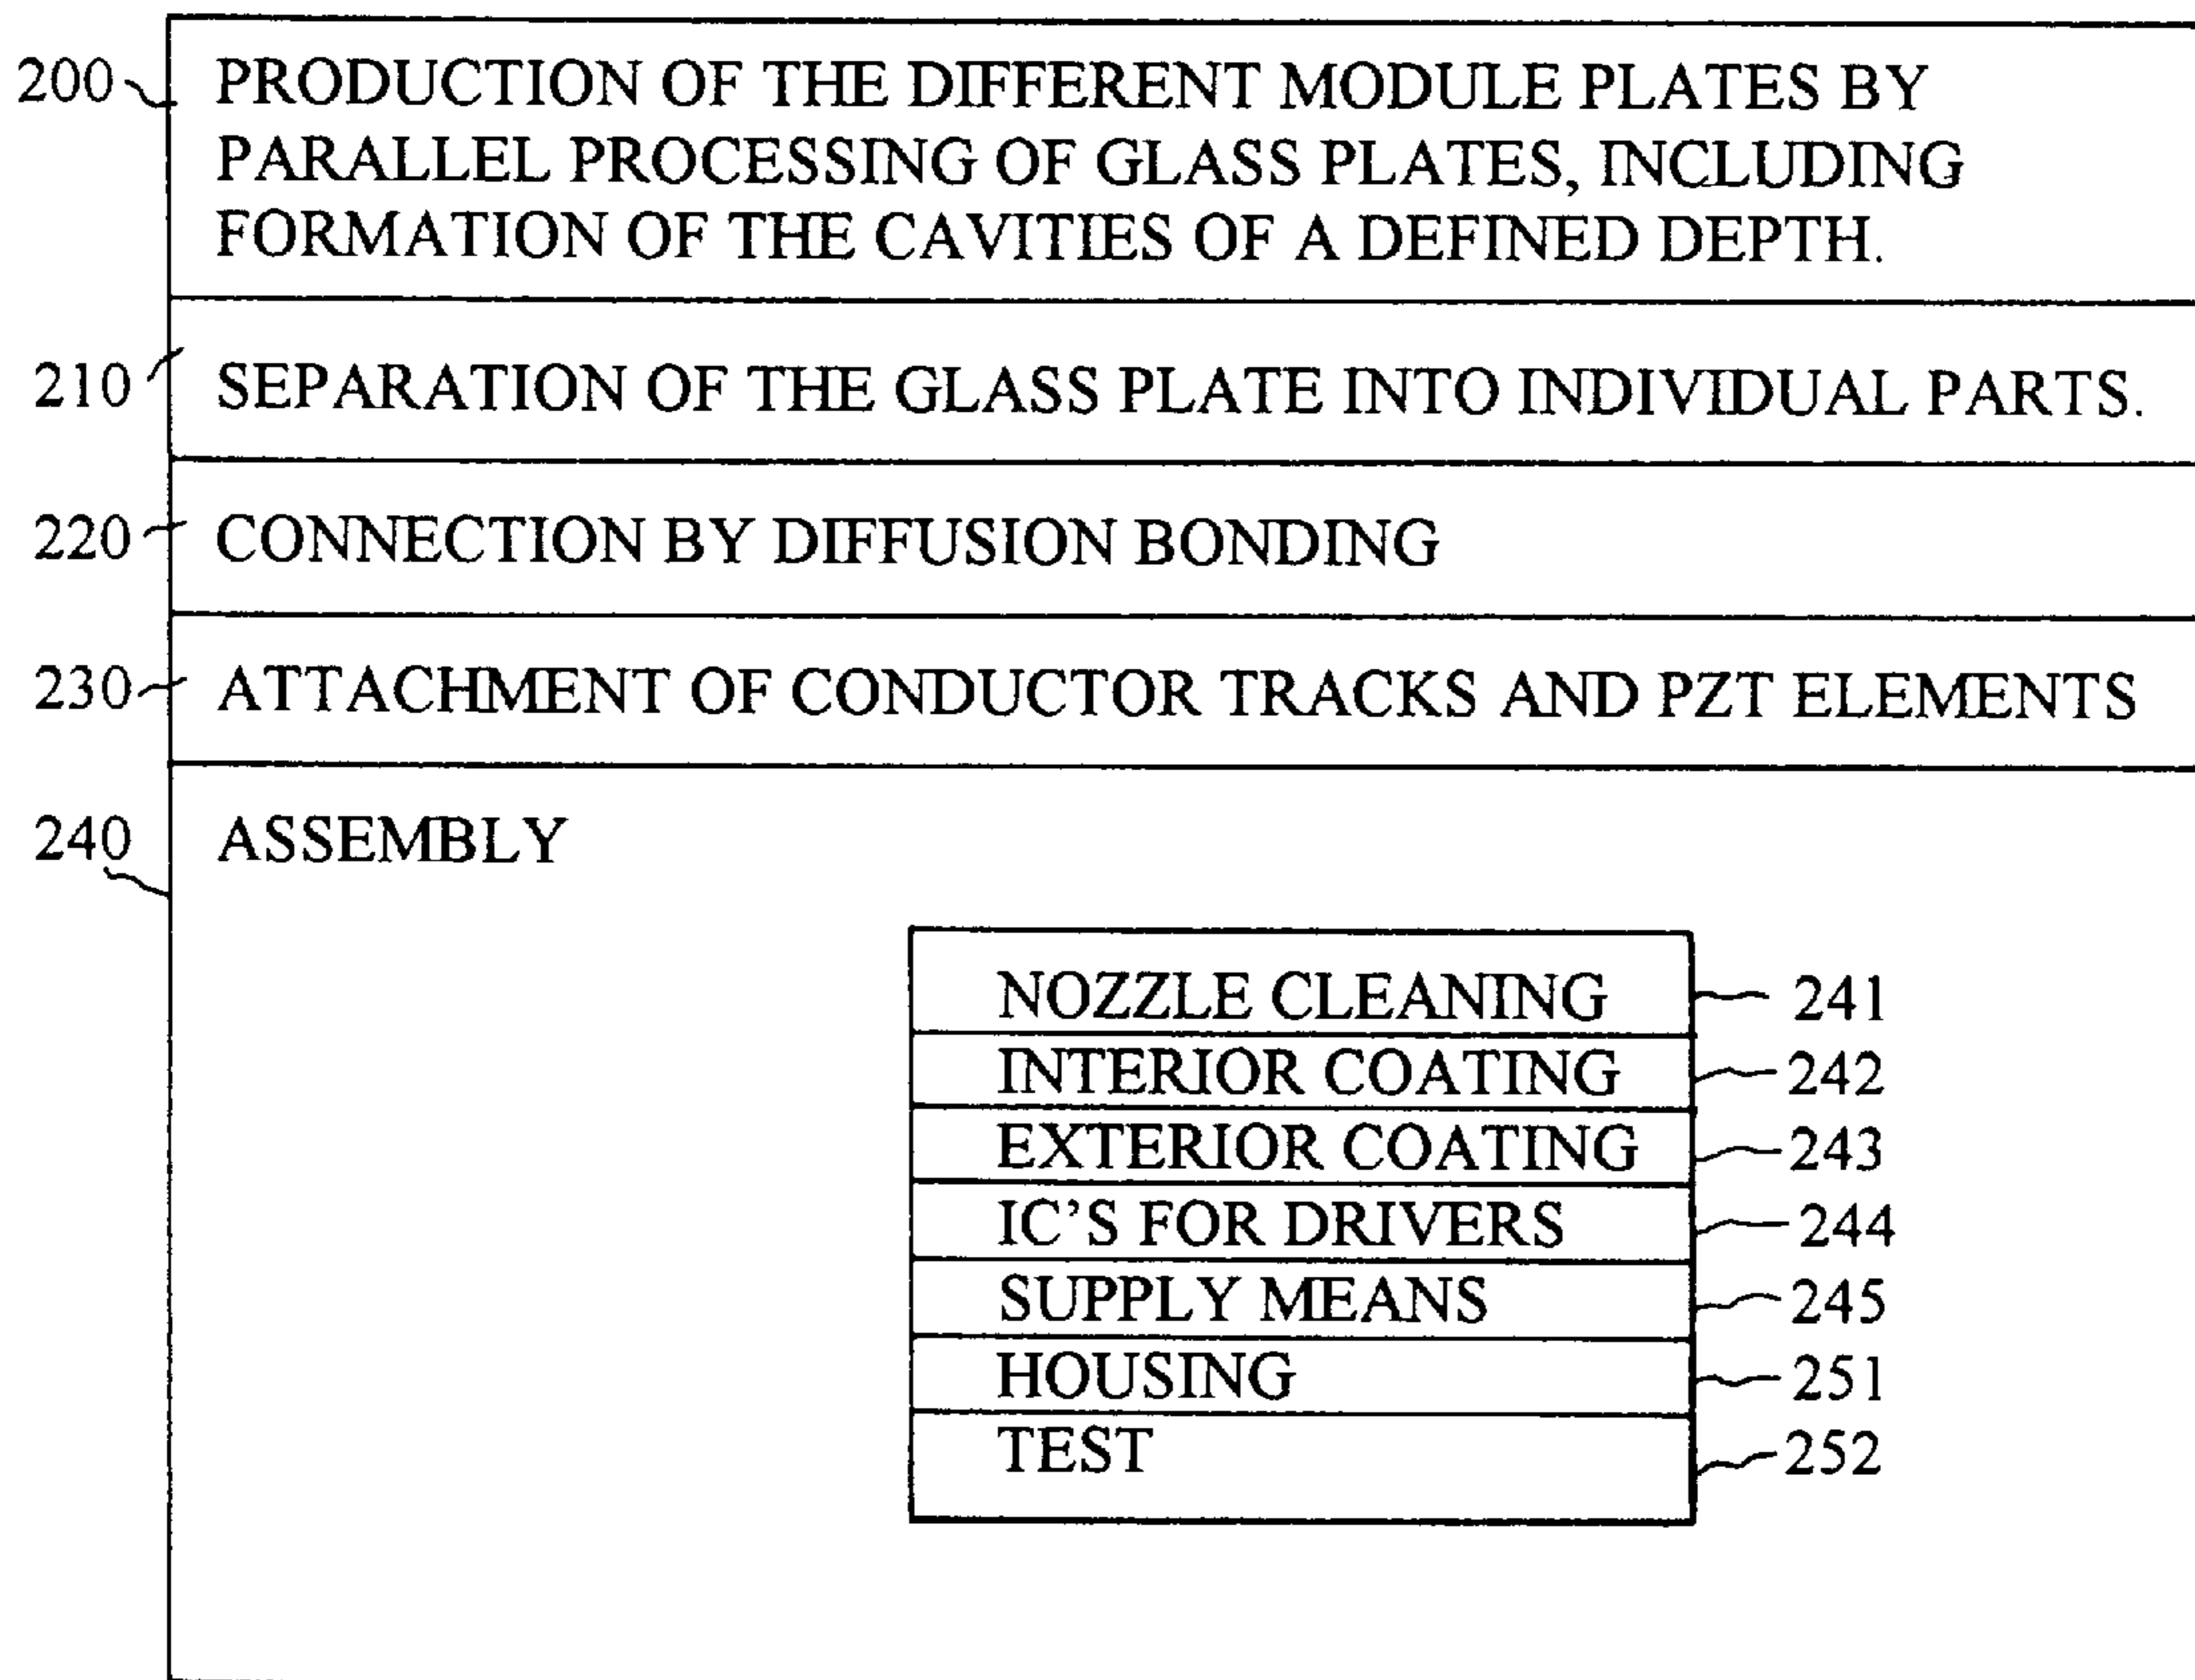 200 PRODUCTION OF THE DIFFERENT MODULE PLATES BY
PARALLEL PROCESSING OF GLASS PLATES, INCLUDING
FORMATION OF THE CAVITIES OF A DEFINED DEPTH.
210 SEPARATION OF THE GLASS PLATE INTO INDIVIDUAL PARTS.
220 CONNECTION BY DIFFUSION BONDING
230 ATTACHMENT OF CONDUCTOR TRACKS AND PZT ELEMENTS
240 ASSEMBLY
NOZZLE CLEANING 241
INTERIOR COATING 242
EXTERIOR COATING 243
IC'S FOR DRIVERS 244
SUPPLY MEANS 245
HOUSING 251
TEST 252